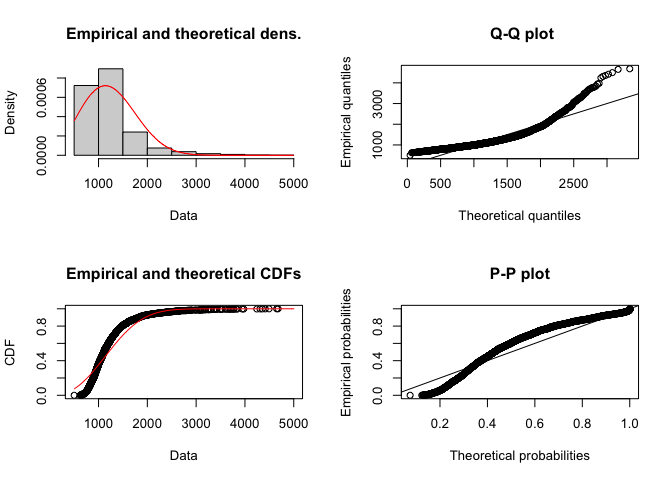 Empirical and theoretical dens.
Density
0.0000
0.0006
1000
2000
3000
4000
5000
Data
Q-Q plot
Empirical quantiles
1000
3000
0
500
1500
2500
Theoretical quantiles
Empirical and theoretical CDFs
CDF
0.0
0.4
0.8
1000
2000
3000
4000
5000
Data
P-P plot
Empirical probabilities
0.0
0.4
0.8
0.2
0.4
0.6
0.8
1.0
Theoretical probabilities